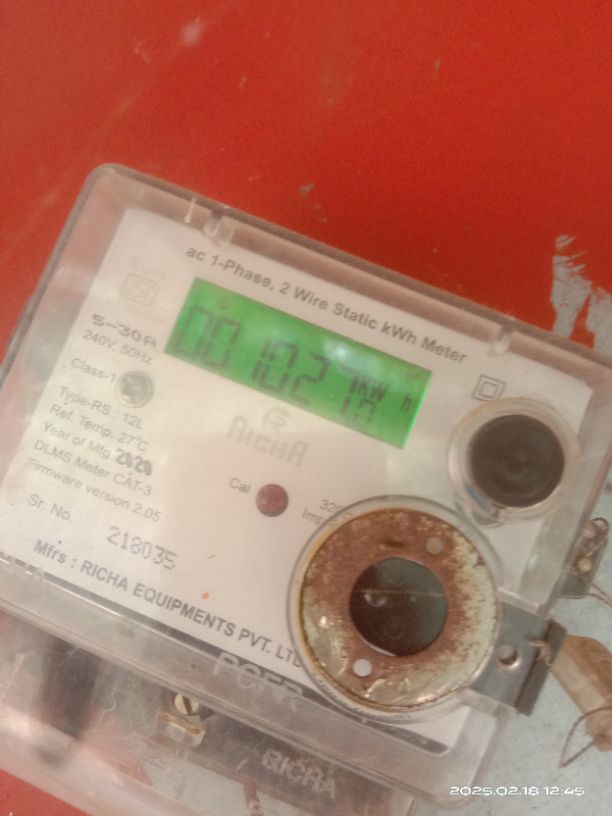 ac 1-Phase, 2 Wire Static kWh Meter
5-30A
240V, 50Hz
001027
kW
h
Class-1
Type-RS : 12L
Ref. Temp. 27°C
Year of Mfg. 2020
DLMS Meter CAT-3
Firmware version 2.05
RICHA
Cal
Sr. No.
218035
Mfrs : RICHA EQUIPMENTS PVT. LTD
RICHA
2025.02.18 12:45